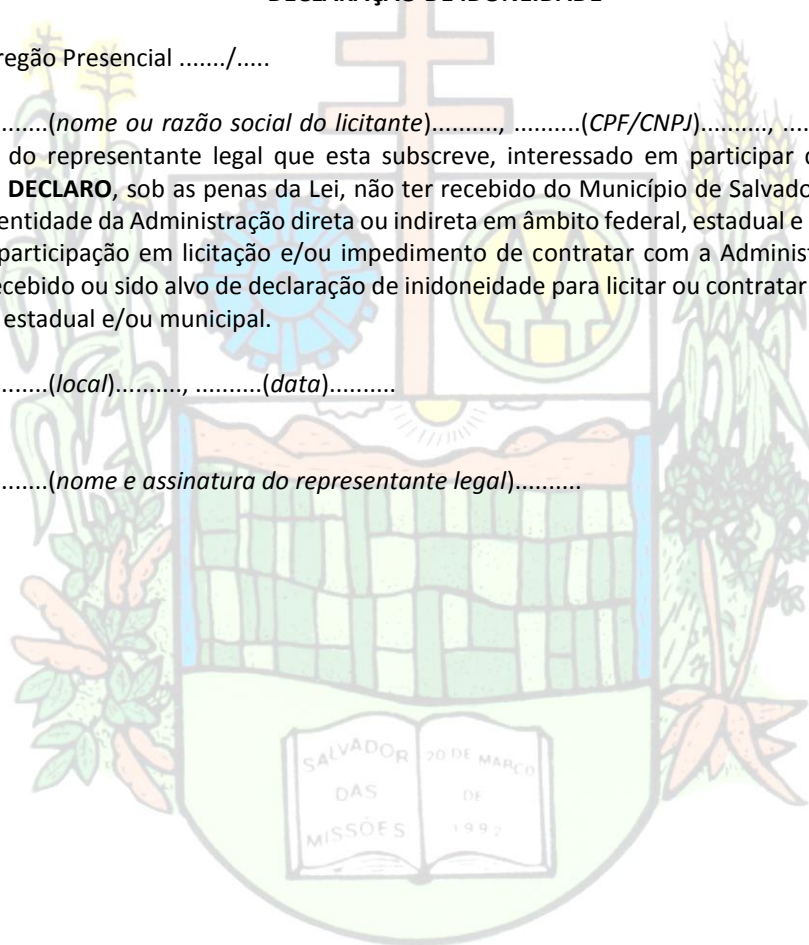 regão Presencial ......./.....
........(nome ou razão social do licitante).........., ..........(CPF/CNPJ).........., ..
do representante legal que esta subscreve, interessado em participar
DECLARO, sob as penas da Lei, não ter recebido do Município de Salvado
entidade da Administração direta ou indireta em âmbito federal, estadual e
participação em licitação e/ou impedimento de contratar com a Adminis
ecebido ou sido alvo de declaração de inidoneidade para licitar ou contratar
estadual e/ou municipal.
........(local).........., ..........(data)..........
........(nome e assinatura do representante legal)..........
SALVADOR
DAS
MISSÕES
20 DE MARÇO
DE
1992